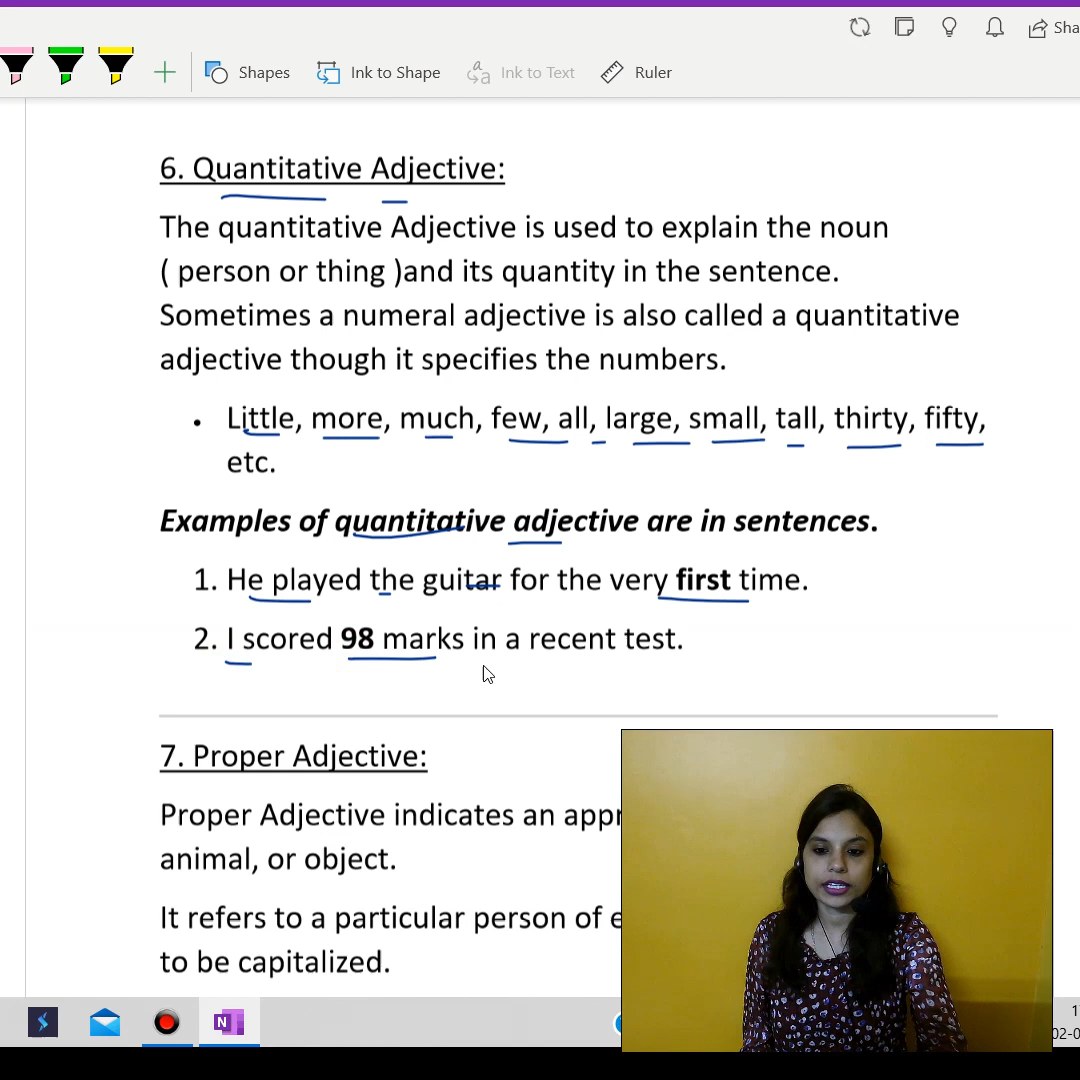 Sha
Shapes Ink to Shape Ink to Text Ruler
6. Quantitative Adjective:
The quantitative Adjective is used to explain the noun
( person or thing )and its quantity in the sentence.
Sometimes a numeral adjective is also called a quantitative
adjective though it specifies the numbers.
• Little, more, much, few, all, large, small, tall, thirty, fifty,
etc.
Examples of quantitative adjective are in sentences.
1. He played the guitar for the very first time.
2. I scored 98 marks in a recent test.
7. Proper Adjective:
Proper Adjective indicates an appr
animal, or object.
It refers to a particular person of e
to be capitalized.
N
1
02-0